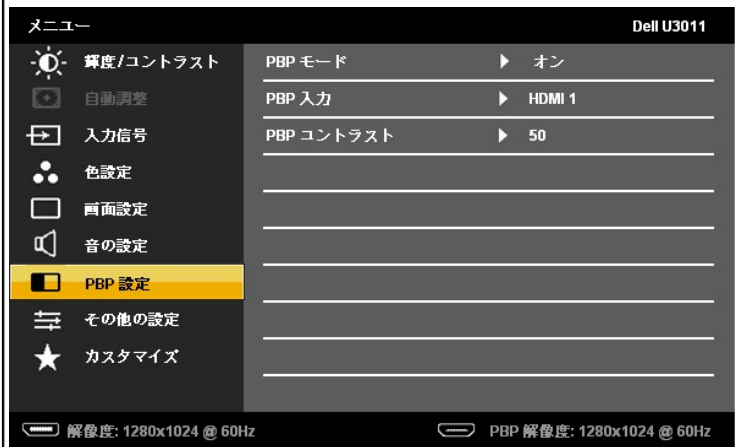 メニュー Dell U3011
輝度/コントラスト PBP モード オン
自動調整 PBP 入力 HDMI 1
入力信号 PBP コントラスト 50
色設定
画面設定
音の設定
PBP 設定
その他の設定
カスタマイズ
解像度: 1280x1024 @ 60Hz PBP 解像度: 1280x1024 @ 60Hz